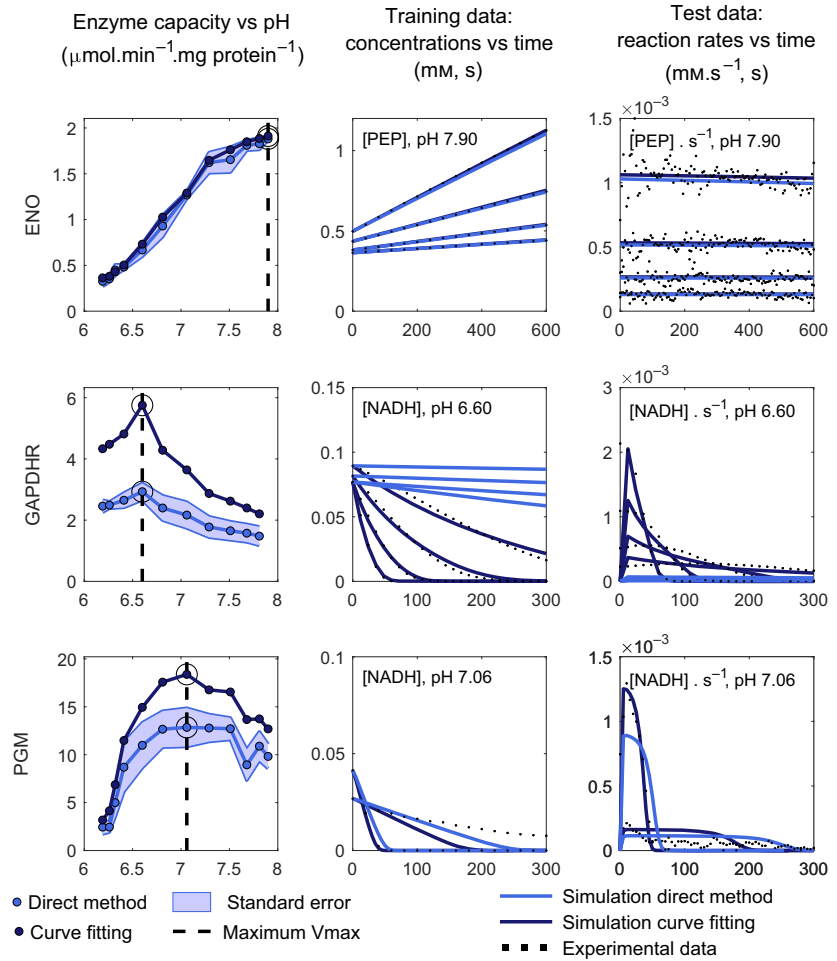 Enzyme capacity vs pH
(μmol.min⁻¹.mg protein⁻¹)
Training data:
concentrations vs time
(mM, s)
Test data:
reaction rates vs time
(mM.s⁻¹, s)
ENO
2
1.5
1
0.5
0
6 6.5 7 7.5 8
[PEP], pH 7.90
1
0.5
0
0 200 400 600
×10⁻³
1.5
1
0.5
0
[PEP] . s⁻¹, pH 7.90
0 200 400 600
GAPDHR
6
4
2
0
6 6.5 7 7.5 8
0.15
0.1
0.05
0
[NADH], pH 6.60
0 100 200 300
×10⁻³
3
2
1
0
[NADH] . s⁻¹, pH 6.60
0 100 200 300
PGM
20
15
10
5
0
6 6.5 7 7.5 8
0.1
0.05
0
[NADH], pH 7.06
0 100 200 300
×10⁻³
1.5
1
0.5
0
[NADH] . s⁻¹, pH 7.06
0 100 200 300
Direct method
Standard error
Curve fitting
Maximum Vmax
Simulation direct method
Simulation curve fitting
Experimental data